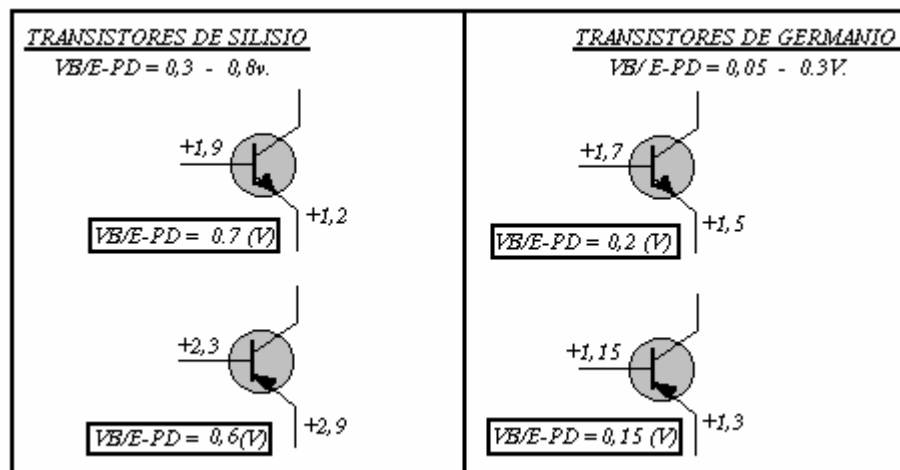 TRANSISTORES DE SILISIO
VB/E-PD = 0,3 - 0,8v.
+1,9
+1,2
VB/E-PD = 0.7 (V)
+2,3
+2,9
VB/E-PD = 0,6(V)
TRANSISTORES DE GERMANIO
VB/ E-PD = 0,05 - 0.3V.
+1,7
+1,5
VB/E-PD = 0,2 (V)
+1,15
+1,3
VB/E-PD = 0,15 (V)